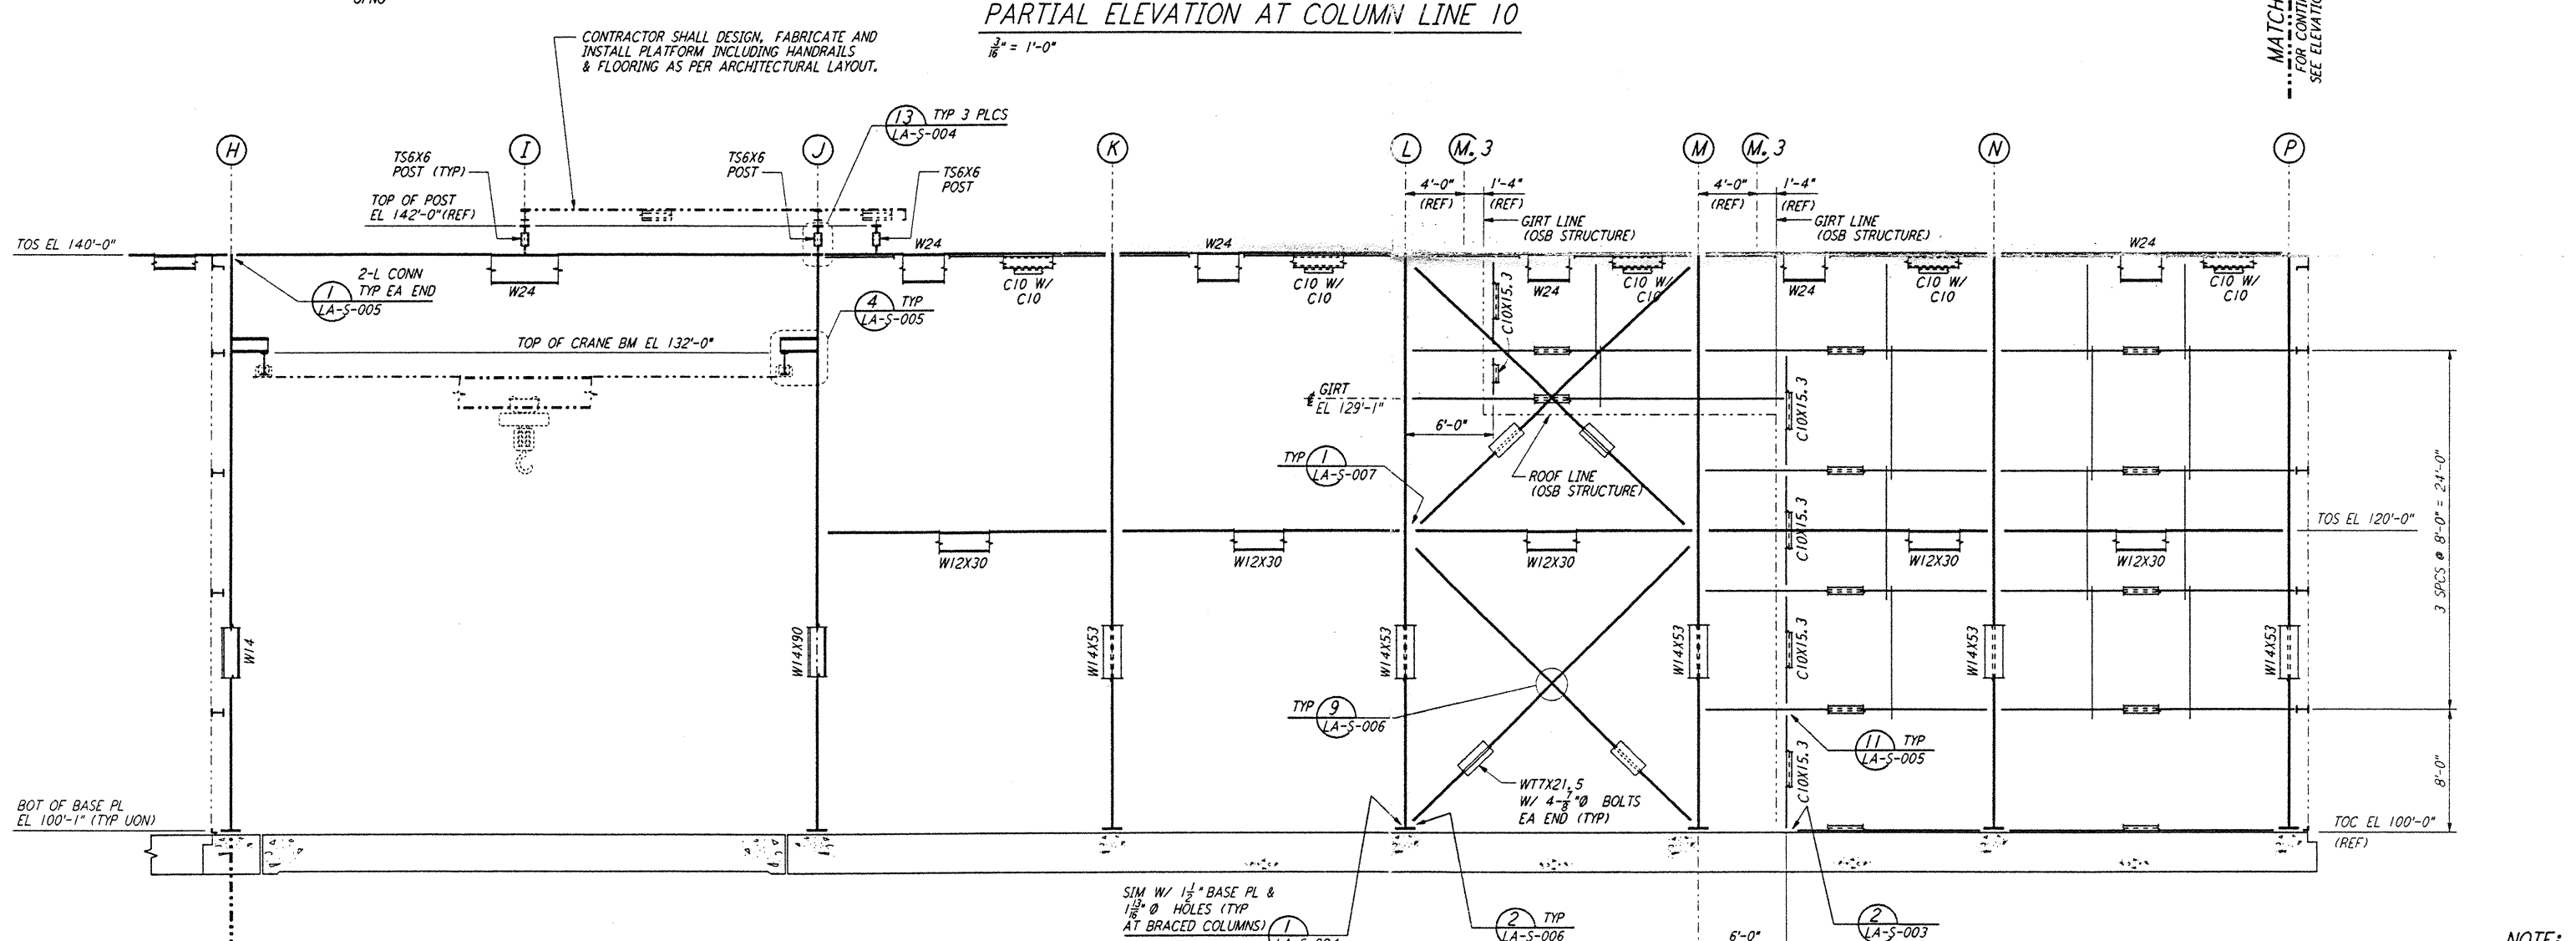 PARTIAL ELEVATION AT COLUMN LINE 10
3/16" = 1'-0"
MATCH
FOR CONTI
SEE ELEVATIO
CONTRACTOR SHALL DESIGN, FABRICATE AND
INSTALL PLATFORM INCLUDING HANDRAILS
& FLOORING AS PER ARCHITECTURAL LAYOUT.
13 TYP 3 PLCS
LA-S-004
H I J K L M.3 M M.3 N P
TS6X6
POST (TYP)
TS6X6
POST
TS6X6
POST
TOP OF POST
EL 142'-0"(REF)
4'-0"
(REF)
1'-4"
(REF)
4'-0"
(REF)
1'-4"
(REF)
GIRT LINE
(OSB STRUCTURE)
GIRT LINE
(OSB STRUCTURE)
TOS EL 140'-0"
W24
W24
W24
2-L CONN
TYP EA END
1
LA-S-005
W24
4 TYP
LA-S-005
C10 W/
C10
C10 W/
C10
C10X15.3
W24
C10 W/
C10
W24
C10 W/
C10
C10 W/
C10
TOP OF CRANE BM EL 132'-0"
GIRT
EL 129'-1"
6'-0"
C10X15.3
TYP 1
LA-S-007
ROOF LINE
(OSB STRUCTURE)
3 SPCS @ 8'-0" = 24'-0"
C10X15.3
TOS EL 120'-0"
W12X30
W12X30
W12X30
W12X30
W12X30
W14
W14X90
W14X53
W14X53
W14X53
C10X15.3
W14X53
W14X53
TYP 9
LA-S-006
11 TYP
LA-S-005
C10X15.3
8'-0"
WT7X21.5
W/ 4-7/8"Ø BOLTS
EA END (TYP)
BOT OF BASE PL
EL 100'-1" (TYP UON)
TOC EL 100'-0"
(REF)
SIM W/ 1 1/2" BASE PL &
1 13/16" Ø HOLES (TYP
AT BRACED COLUMNS) 1
2 TYP
LA-S-006
6'-0"
2
LA-S-003
NOTE: